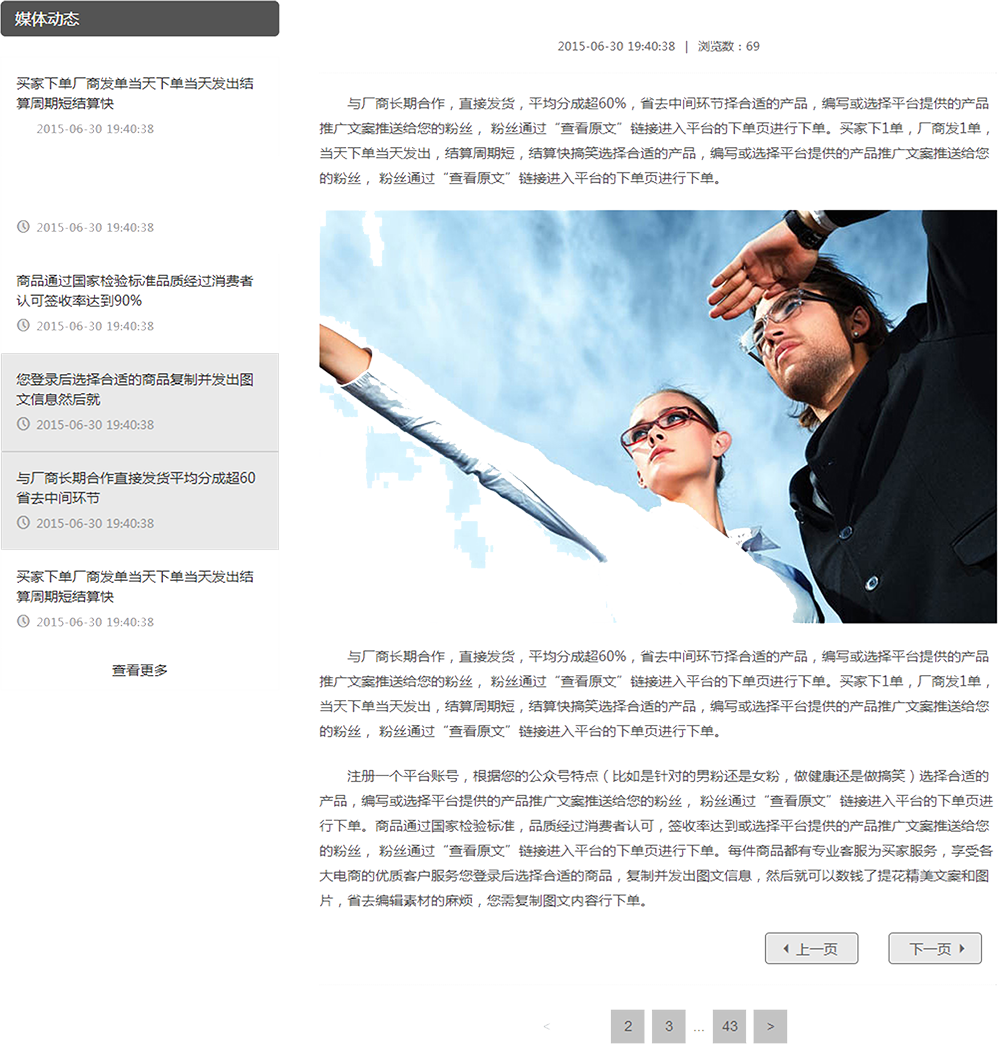 媒体动态
买家下单厂商发单当天下单当天发出结
算周期短结算快
2015-06-30 19:40:38
2015-06-30 19:40:38
商品通过国家检验标准品质经过消费者
认可签收率达到90%
2015-06-30 19:40:38
您登录后选择合适的商品复制并发出图
文信息然后就
2015-06-30 19:40:38
与厂商长期合作直接发货平均分成超60
省去中间环节
2015-06-30 19:40:38
买家下单厂商发单当天下单当天发出结
算周期短结算快
2015-06-30 19:40:38
查看更多
2015-06-30 19:40:38 | 浏览数：69
与厂商长期合作，直接发货，平均分成超60%，省去中间环节择合适的产品，编写或选择平台提供的产品
推广文案推送给您的粉丝， 粉丝通过“查看原文”链接进入平台的下单页进行下单。买家下1单，厂商发1单，
当天下单当天发出，结算周期短，结算快搞笑选择合适的产品，编写或选择平台提供的产品推广文案推送给您
的粉丝， 粉丝通过“查看原文”链接进入平台的下单页进行下单。
与厂商长期合作，直接发货，平均分成超60%，省去中间环节择合适的产品，编写或选择平台提供的产品
推广文案推送给您的粉丝， 粉丝通过“查看原文”链接进入平台的下单页进行下单。买家下1单，厂商发1单，
当天下单当天发出，结算周期短，结算快搞笑选择合适的产品，编写或选择平台提供的产品推广文案推送给您
的粉丝， 粉丝通过“查看原文”链接进入平台的下单页进行下单。
注册一个平台账号，根据您的公众号特点（比如是针对的男粉还是女粉，做健康还是做搞笑）选择合适的
产品，编写或选择平台提供的产品推广文案推送给您的粉丝， 粉丝通过“查看原文”链接进入平台的下单页进
行下单。商品通过国家检验标准，品质经过消费者认可，签收率达到或选择平台提供的产品推广文案推送给您
的粉丝， 粉丝通过“查看原文”链接进入平台的下单页进行下单。每件商品都有专业客服为买家服务，享受各
大电商的优质客户服务您登录后选择合适的商品，复制并发出图文信息，然后就可以数钱了提花精美文案和图
片，省去编辑素材的麻烦，您需复制图文内容行下单。
上一页 下一页
< 2 3 ... 43 >